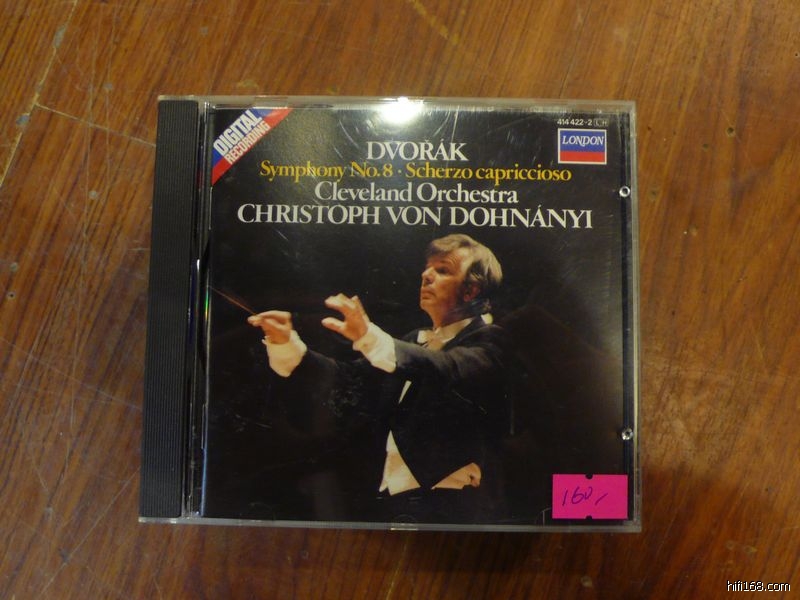 DIGITAL
RECORDING
414 422-2 LH
LONDON
DVOŘÁK
Symphony No. 8 · Scherzo capriccioso
Cleveland Orchestra
CHRISTOPH VON DOHNÁNYI
160,-
hifi168.com